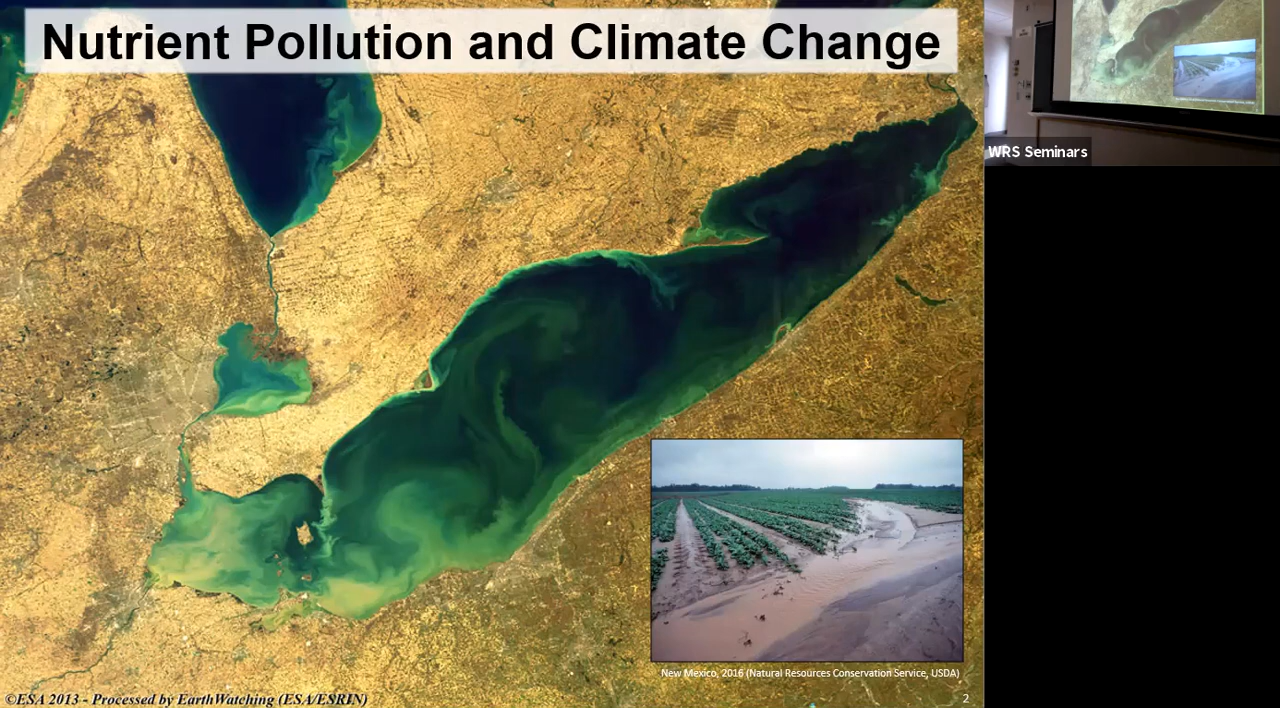 Nutrient Pollution and Climate Change
WRS Seminars
New Mexico, 2016 (Natural Resources Conservation Service, USDA)
©ESA 2013 - Processed by EarthWatching (ESA/ESRIN)
2